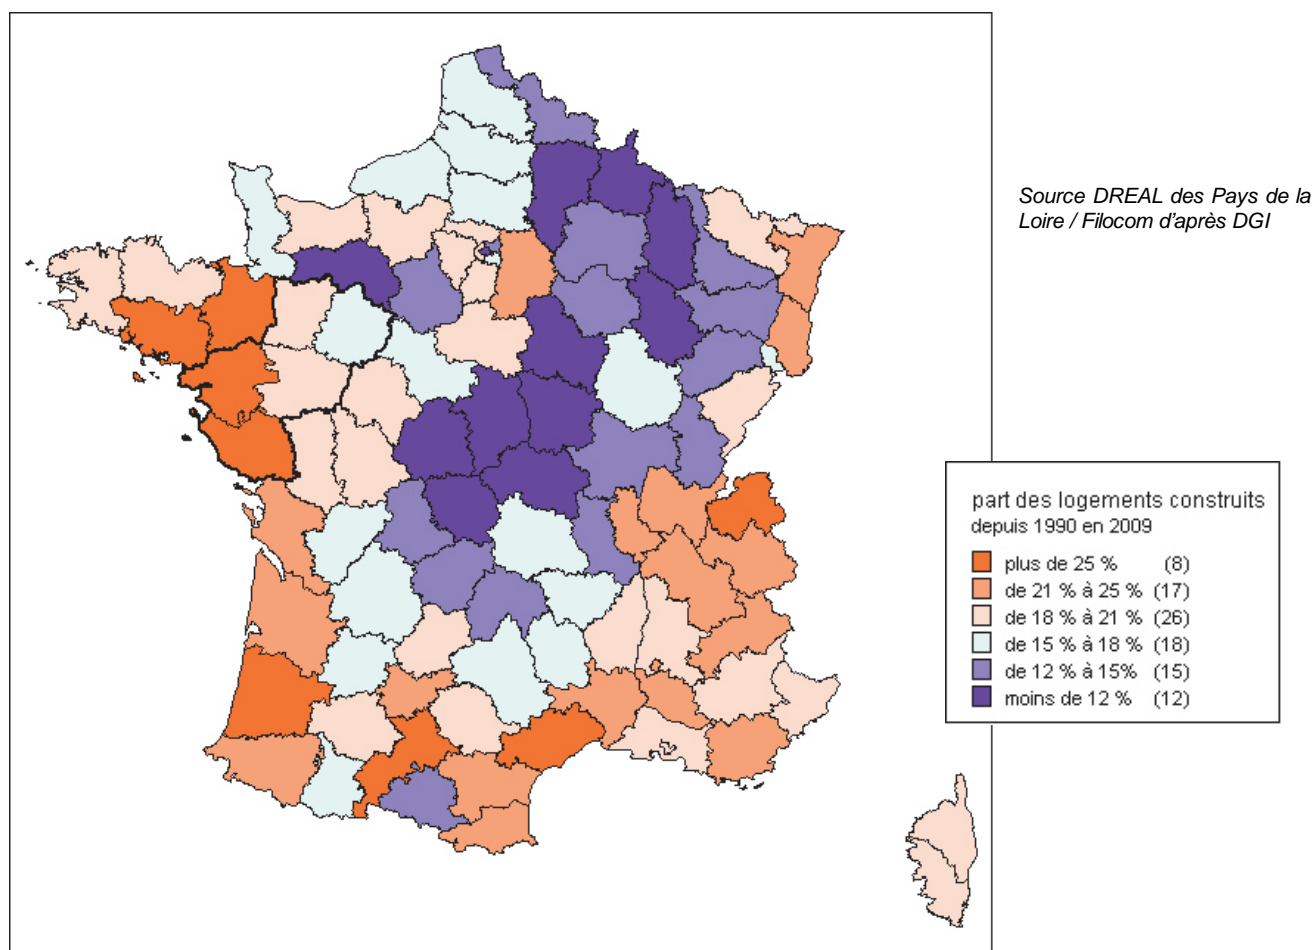 Source DREAL des Pays de la
Loire / Filocom d'après DGI
part des logements construits
depuis 1990 en 2009
plus de 25 % (8)
de 21 % à 25 % (17)
de 18 % à 21 % (26)
de 15 % à 18 % (18)
de 12 % à 15% (15)
moins de 12 % (12)